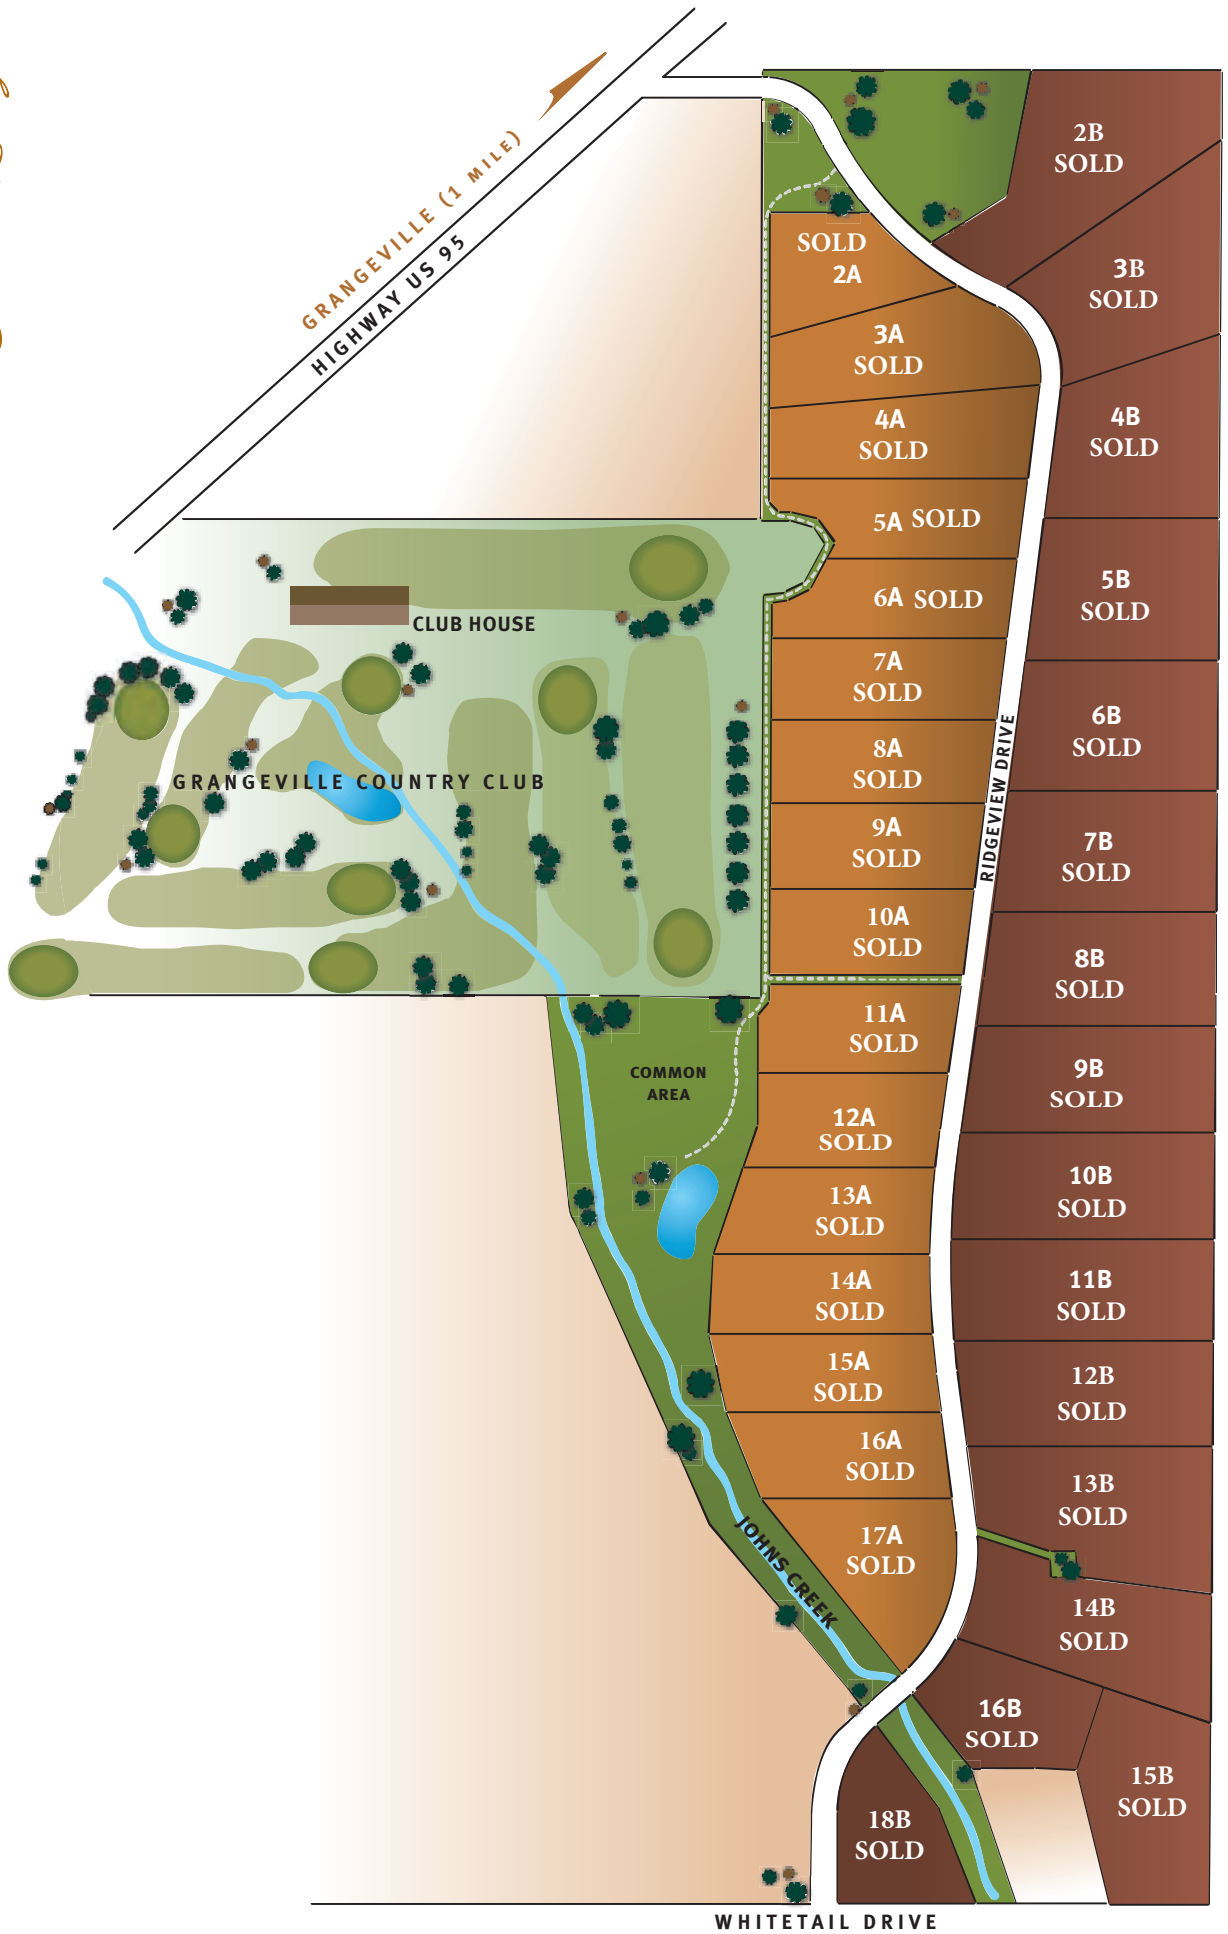 GRANGEVILLE (1 MILE)
HIGHWAY US 95
2B
SOLD
SOLD
2A
3B
SOLD
3A
SOLD
4A
SOLD
4B
SOLD
5A SOLD
5B
SOLD
6A SOLD
CLUB HOUSE
7A
SOLD
6B
SOLD
8A
SOLD
RIDGEVIEW DRIVE
GRANGEVILLE COUNTRY CLUB
9A
SOLD
7B
SOLD
10A
SOLD
8B
SOLD
11A
SOLD
COMMON
AREA
9B
SOLD
12A
SOLD
10B
SOLD
13A
SOLD
14A
SOLD
11B
SOLD
15A
SOLD
12B
SOLD
16A
SOLD
13B
SOLD
17A
SOLD
JOHNS CREEK
14B
SOLD
16B
SOLD
15B
SOLD
18B
SOLD
WHITETAIL DRIVE